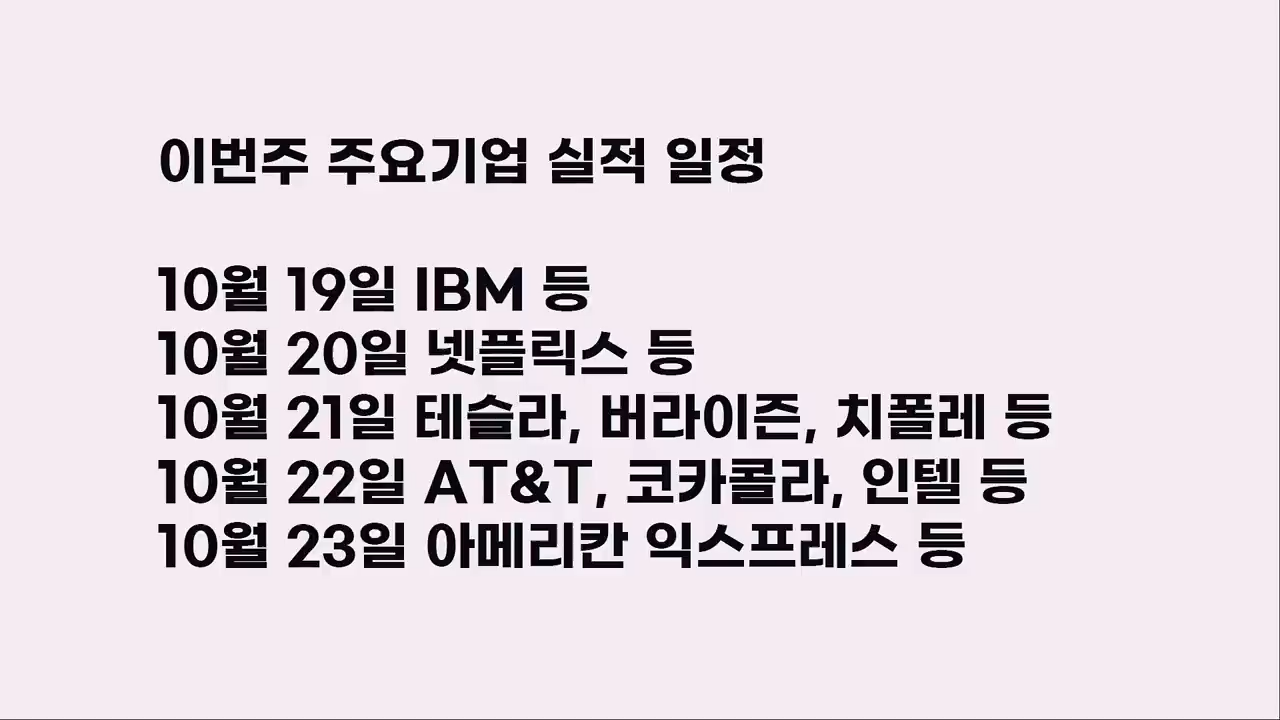 이번주 주요기업 실적 일정
10월 19일 IBM 등
10월 20일 넷플릭스 등
10월 21일 테슬라, 버라이즌, 치폴레 등
10월 22일 AT&T, 코카콜라, 인텔 등
10월 23일 아메리칸 익스프레스 등